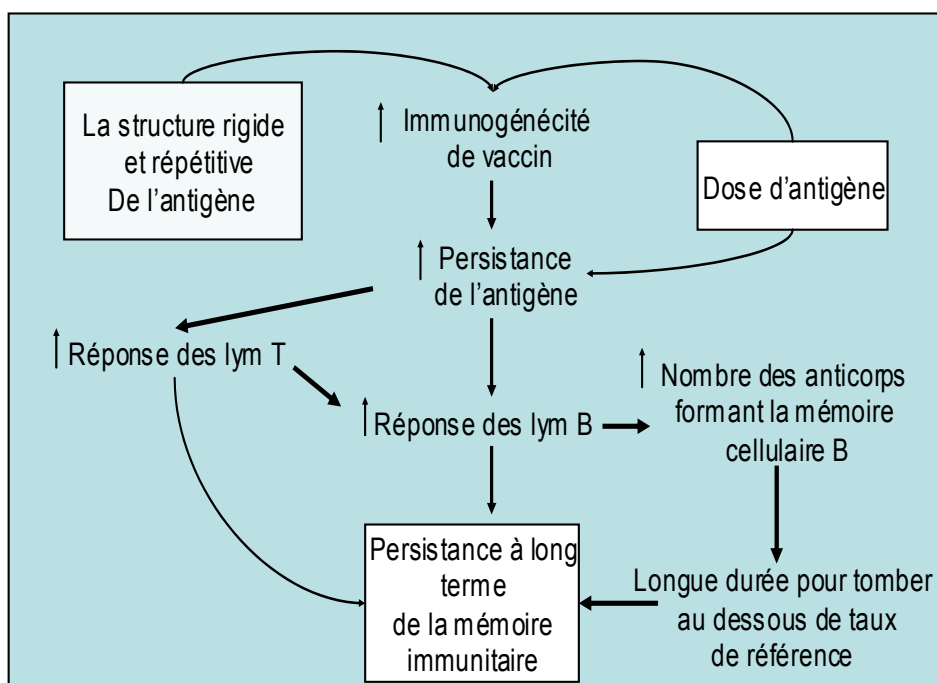 La structure rigide
et répétitive
De l'antigène
Immunogénécité
de vaccin
Dose d'antigène
Persistance
de l'antigène
Réponse des lym T
Réponse des lym B
Nombre des anticorps
formant la mémoire
cellulaire B
Persistance à long
terme
de la mémoire
immunitaire
Longue durée pour tomber
au dessous de taux
de référence